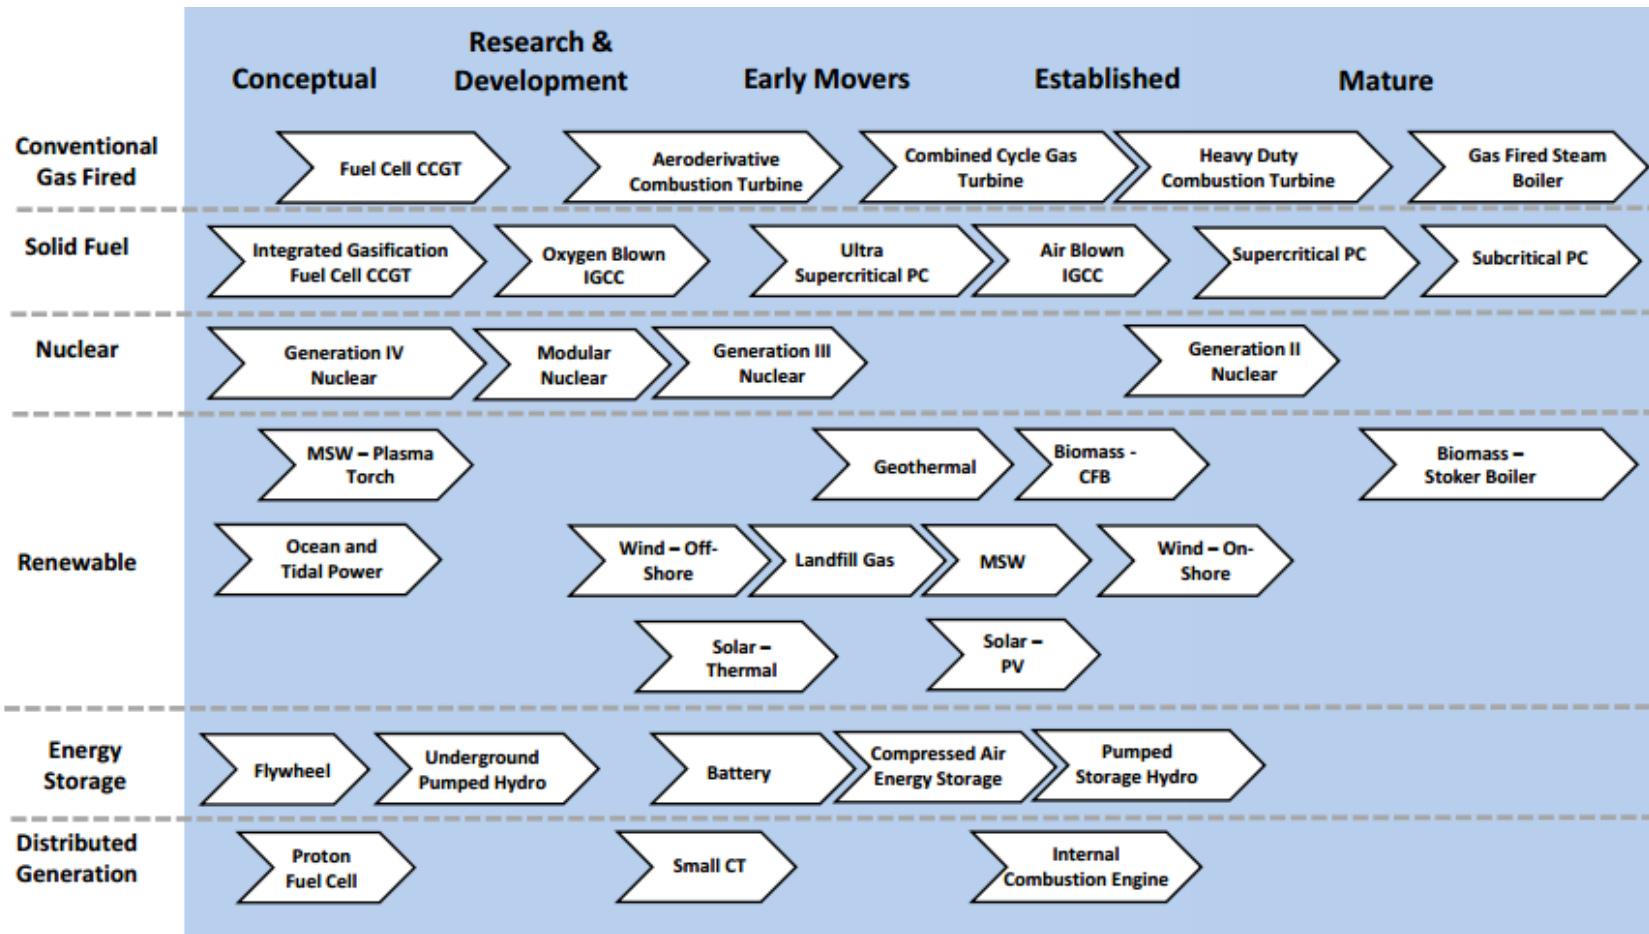 Conceptual
Research &
Development
Early Movers
Established
Mature
Conventional
Gas Fired
Fuel Cell CCGT
Aeroderivative
Combustion Turbine
Combined Cycle Gas
Turbine
Heavy Duty
Combustion Turbine
Gas Fired Steam
Boiler
Solid Fuel
Integrated Gasification
Fuel Cell CCGT
Oxygen Blown
IGCC
Ultra
Supercritical PC
Air Blown
IGCC
Supercritical PC
Subcritical PC
Nuclear
Generation IV
Nuclear
Modular
Nuclear
Generation III
Nuclear
Generation II
Nuclear
Renewable
MSW – Plasma
Torch
Geothermal
Biomass -
CFB
Biomass –
Stoker Boiler
Ocean and
Tidal Power
Wind – Off-
Shore
Landfill Gas
MSW
Wind – On-
Shore
Solar –
Thermal
Solar –
PV
Energy
Storage
Flywheel
Underground
Pumped Hydro
Battery
Compressed Air
Energy Storage
Pumped
Storage Hydro
Distributed
Generation
Proton
Fuel Cell
Small CT
Internal
Combustion Engine